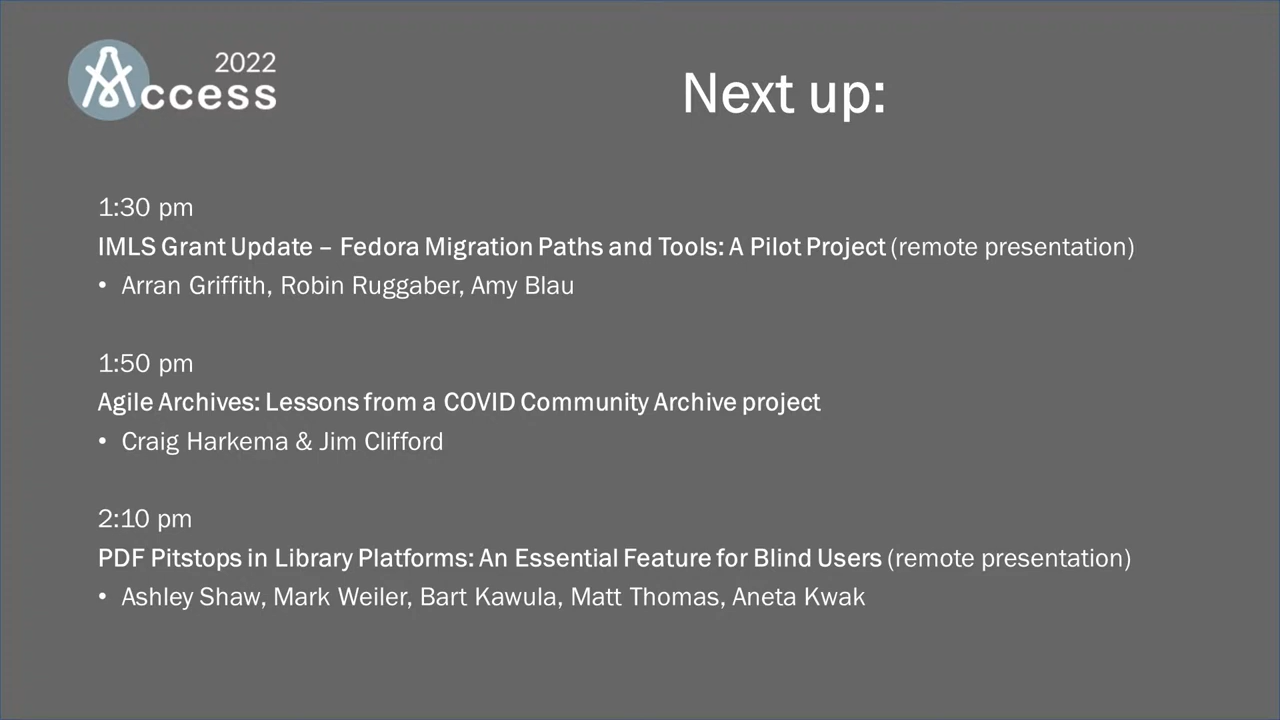 2022
Access
Next up:
1:30 pm
IMLS Grant Update – Fedora Migration Paths and Tools: A Pilot Project (remote presentation)
• Arran Griffith, Robin Ruggaber, Amy Blau
1:50 pm
Agile Archives: Lessons from a COVID Community Archive project
• Craig Harkema & Jim Clifford
2:10 pm
PDF Pitstops in Library Platforms: An Essential Feature for Blind Users (remote presentation)
• Ashley Shaw, Mark Weiler, Bart Kawula, Matt Thomas, Aneta Kwak